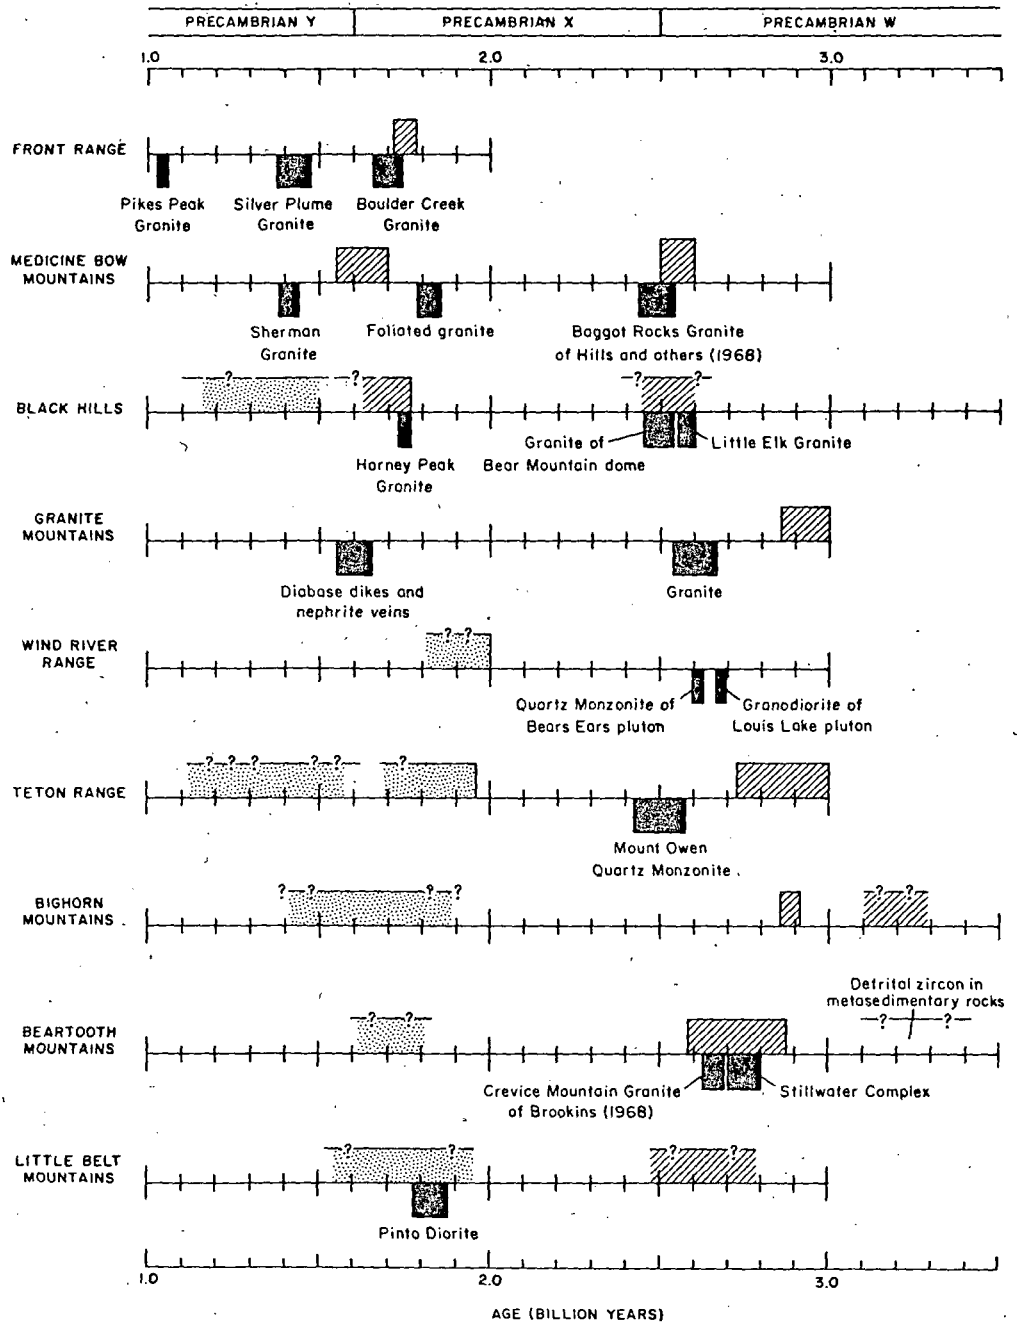 PRECAMBRIAN Y PRECAMBRIAN X PRECAMBRIAN W
1.0 2.0 3.0
FRONT RANGE
Pikes Peak
Granite
Silver Plume
Granite
Boulder Creek
Granite
MEDICINE BOW
MOUNTAINS
Sherman
Granite
Foliated granite
Baggot Rocks Granite
of Hills and others (1968)
? ? ? ?
BLACK HILLS
Harney Peak
Granite
Granite of
Bear Mountain dome
Little Elk Granite
GRANITE
MOUNTAINS
Diabase dikes and
nephrite veins
Granite
? ?
WIND RIVER
RANGE
Quartz Monzonite of
Bears Ears pluton
Granodiorite of
Louis Lake pluton
? ? ? ? ? ?
TETON RANGE
Mount Owen
Quartz Monzonite
? ? ? ? ? ?
BIGHORN
MOUNTAINS
Detrital zircon in
metasedimentary rocks
? ? ? ?
BEARTOOTH
MOUNTAINS
Crevice Mountain Granite
of Brookins (1968)
Stillwater Complex
? ? ? ?
LITTLE BELT
MOUNTAINS
Pinto Diorite
1.0 2.0 3.0
AGE (BILLION YEARS)